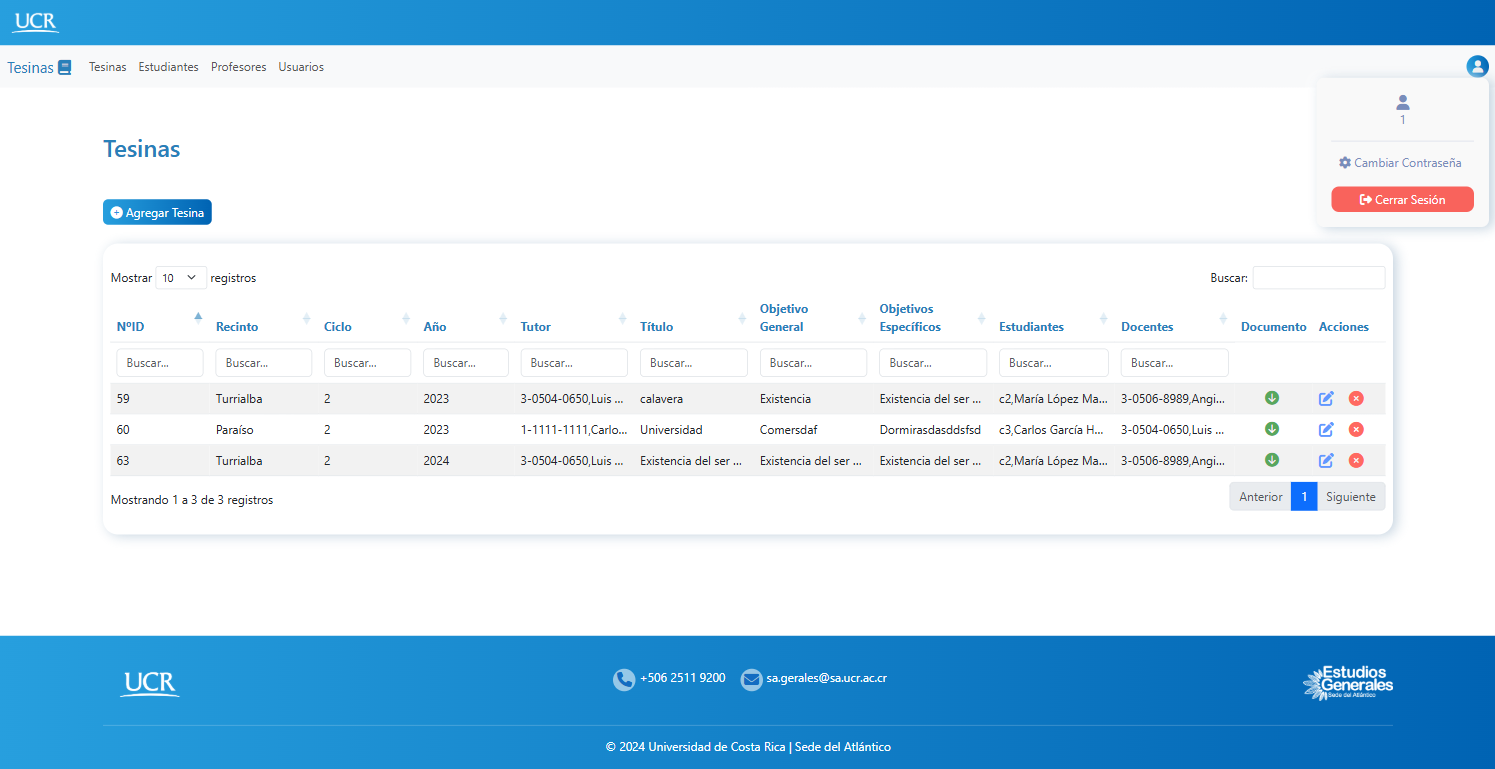 UCR
Tesinas Tesinas Estudiantes Profesores Usuarios
1
Cambiar Contraseña
Cerrar Sesión
Tesinas
Agregar Tesina
Mostrar 10 registros
Buscar:
NºID Recinto Ciclo Año Tutor Título Objetivo General Objetivos Específicos Estudiantes Docentes Documento Acciones
Buscar... Buscar... Buscar... Buscar... Buscar... Buscar... Buscar... Buscar... Buscar... Buscar...
59 Turrialba 2 2023 3-0504-0650,Luis ... calavera Existencia Existencia del ser ... c2,María López Ma... 3-0506-8989,Angi...
60 Paraíso 2 2023 1-1111-1111,Carlo... Universidad Comersdaf Dormirasdasddsfsd c3,Carlos García H... 3-0504-0650,Luis ...
63 Turrialba 2 2024 3-0504-0650,Luis ... Existencia del ser ... Existencia del ser ... Existencia del ser ... c2,María López Ma... 3-0506-8989,Angi...
Mostrando 1 a 3 de 3 registros
Anterior 1 Siguiente
UCR
+506 2511 9200 sa.gerales@sa.ucr.ac.cr
Estudios
Generales
Sede del Atlántico
© 2024 Universidad de Costa Rica | Sede del Atlántico